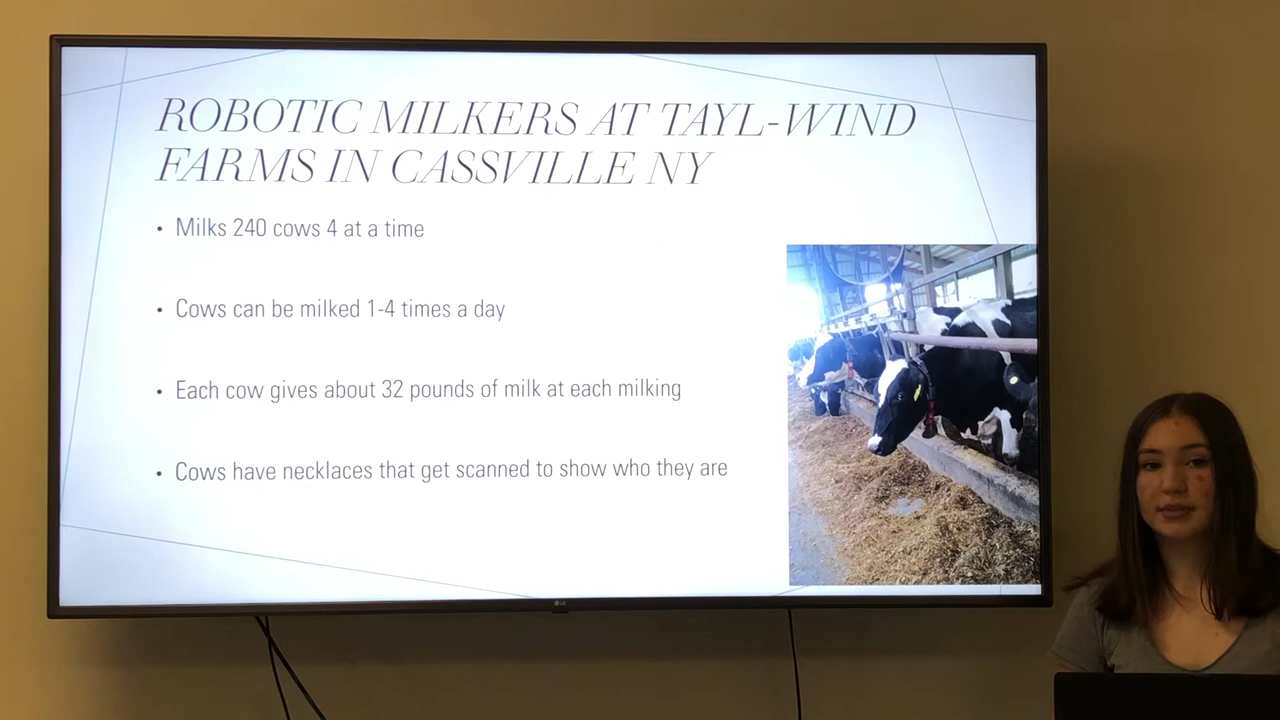 ROBOTIC MILKERS AT TAYL-WIND
FARMS IN CASSVILLE NY
• Milks 240 cows 4 at a time
• Cows can be milked 1-4 times a day
• Each cow gives about 32 pounds of milk at each milking
• Cows have necklaces that get scanned to show who they are
LG